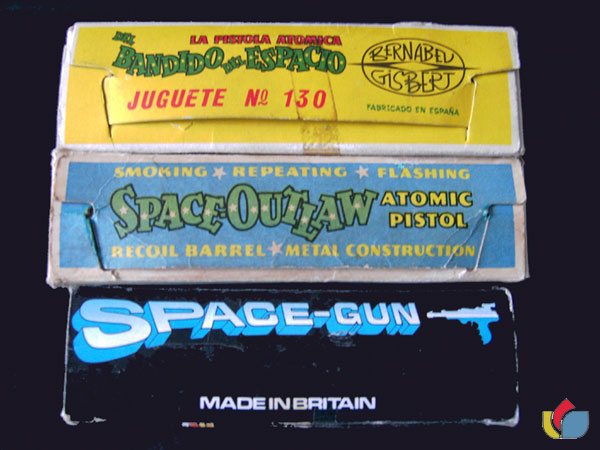 LA PISTOLA ATOMICA
DEL BANDIDO DEL ESPACIO
JUGUETE Nº 130
BERNABEU
GISBERT
FABRICADO EN ESPAÑA
SMOKING ★ REPEATING ★ FLASHING
SPACE-OUTLAW
ATOMIC
PISTOL
RECOIL BARREL ★ METAL CONSTRUCTION
SPACE-GUN
MADE IN BRITAIN